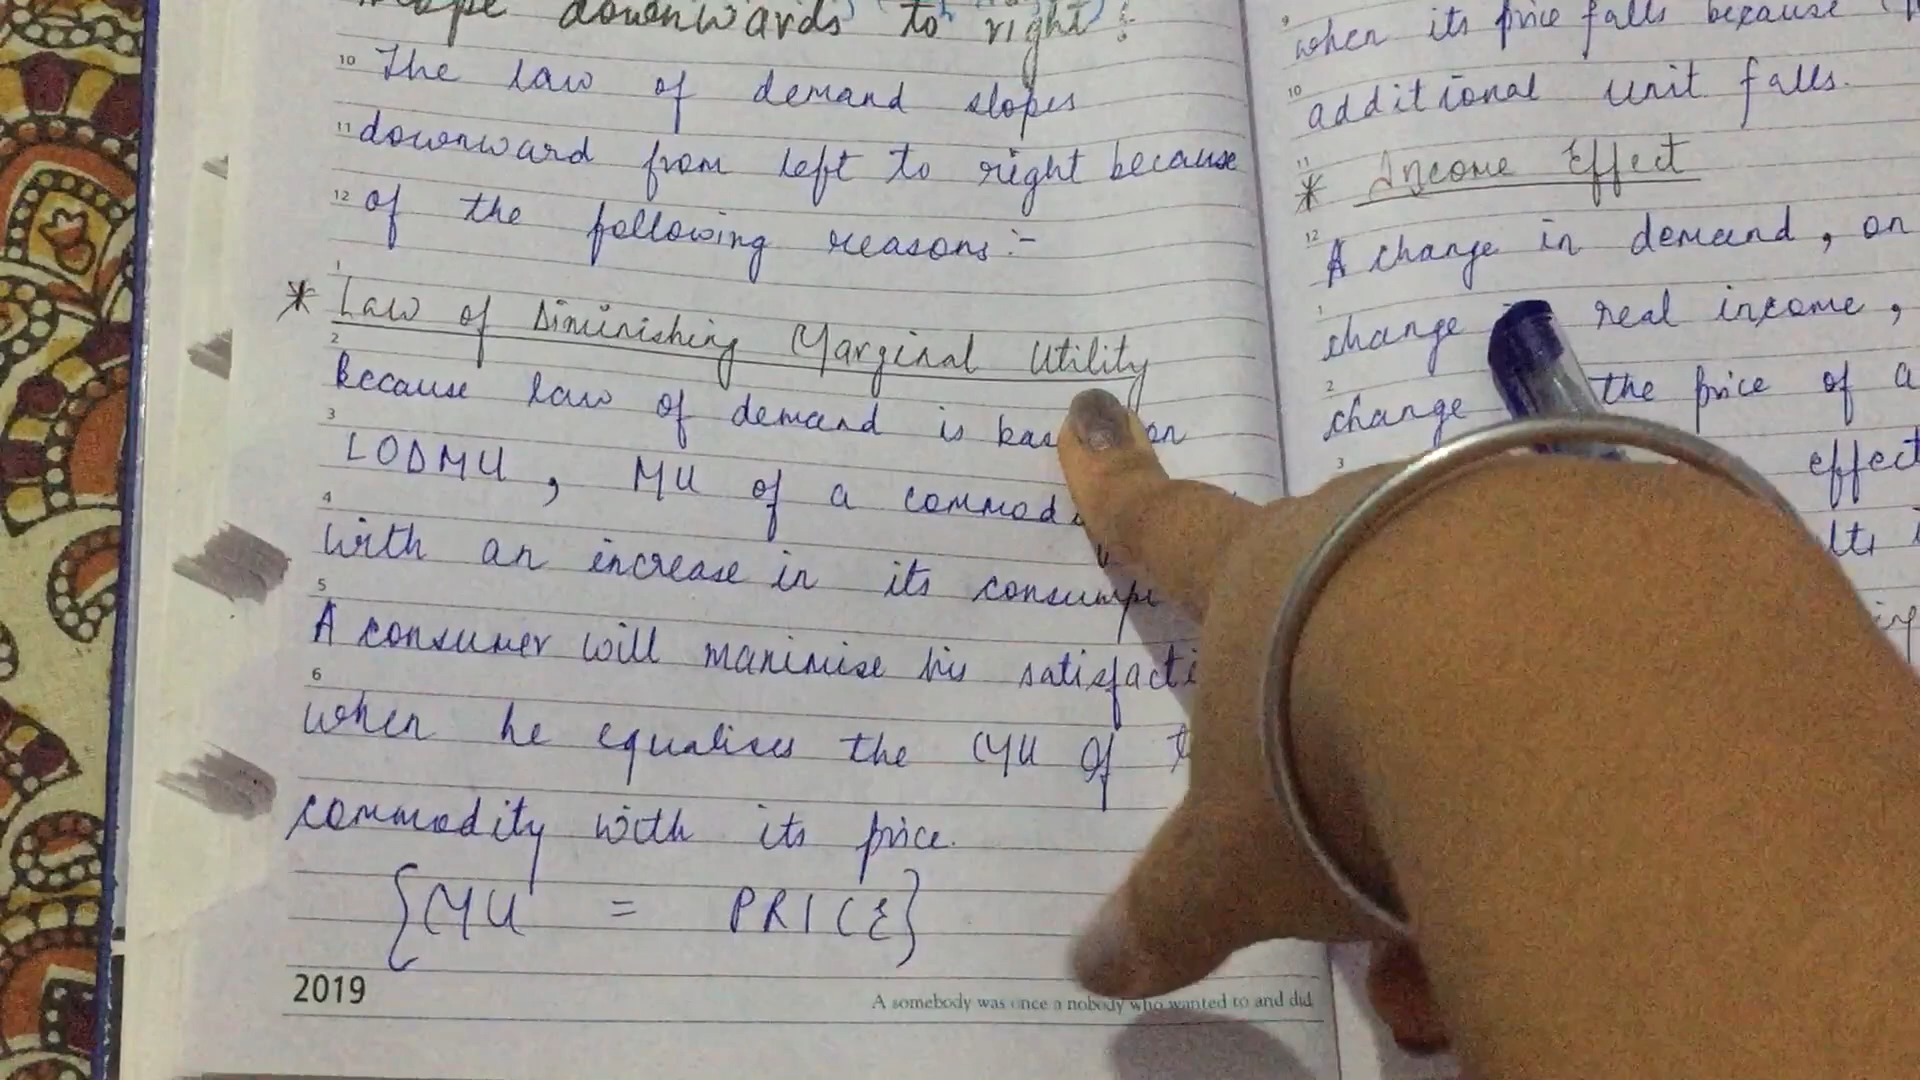 downwards to right?
10 The law of demand slopes
11 downward from left to right because
12 of the following reasons:-
1
* Law of Diminishing Marginal Utility
2
Because law of demand is on
3
LODMU, MU of a
4
with an increase in its
5
A consumer will maximise his
6
when he equalises the MU of
commodity with its price.
{MU = PRICE}
2019
A somebody was once a nobody who wanted to and did
9
when its price falls because
10
additional unit falls.
11
* Income Effect
12
A change in demand, on
1
change real income,
2
change the price of a
3
effect